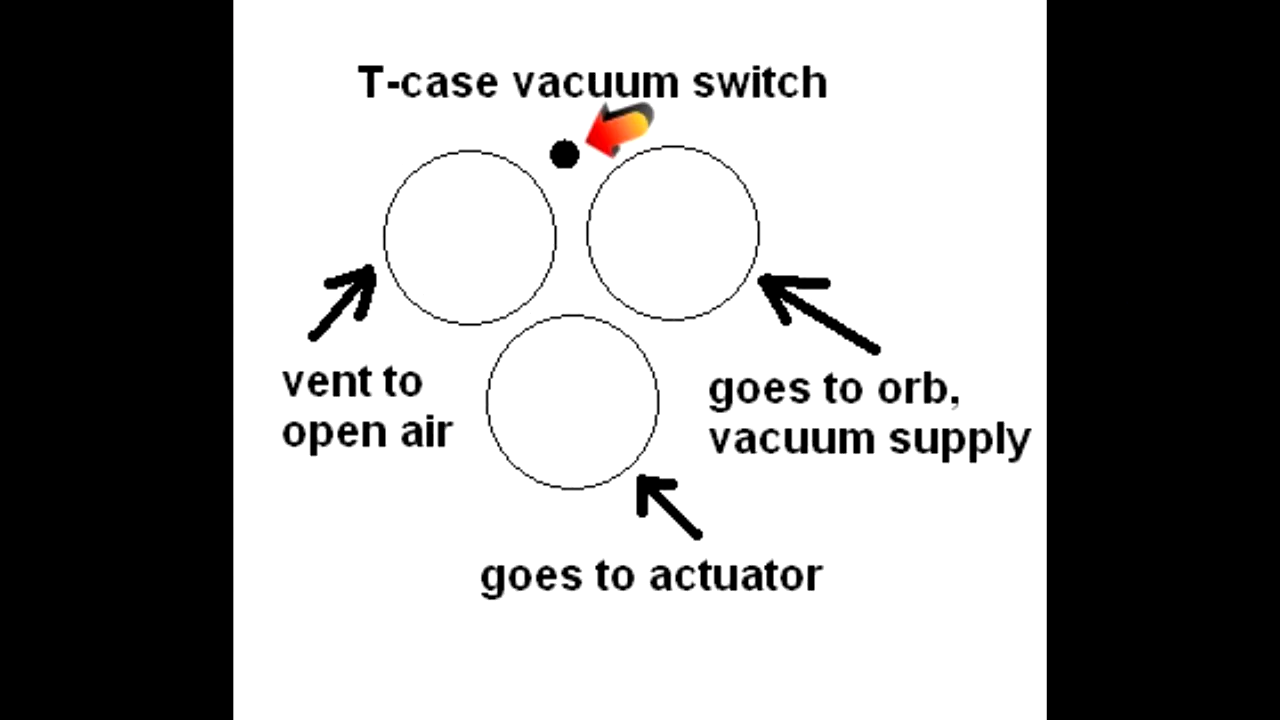 T-case vacuum switch
vent to
open air
goes to orb,
vacuum supply
goes to actuator